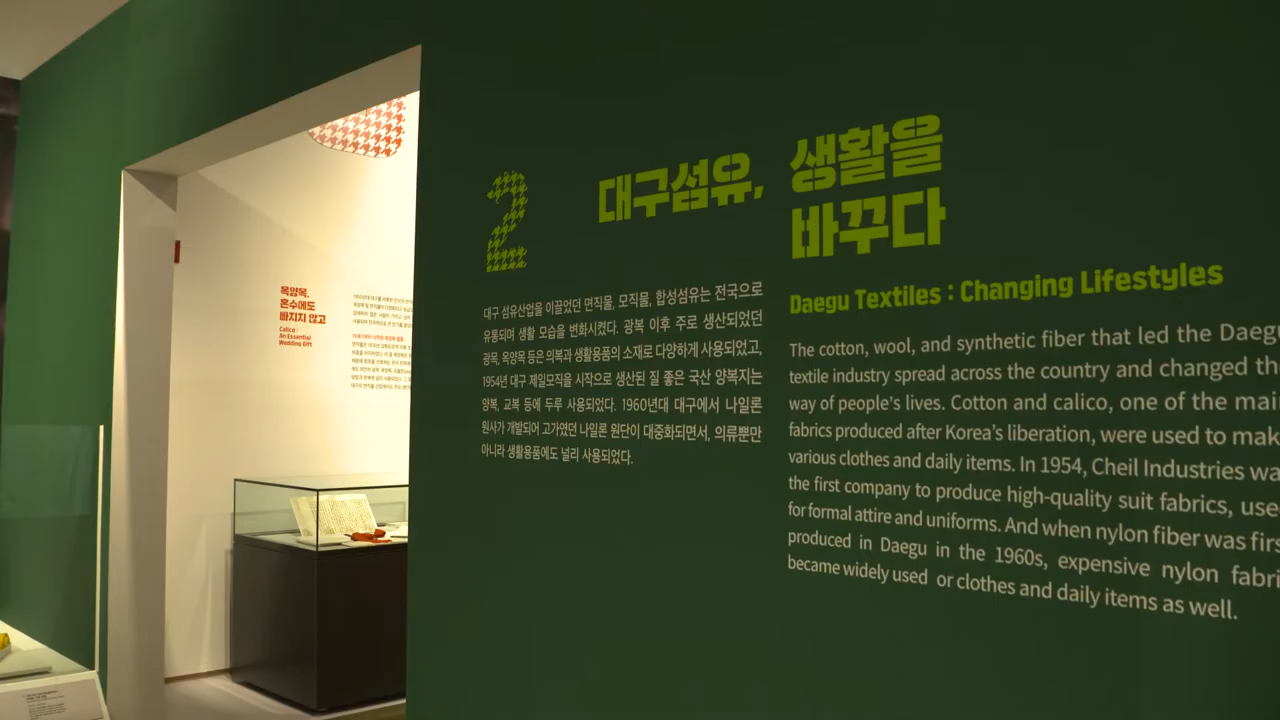 2
대구섬유, 생활을
바꾸다
Daegu Textiles : Changing Lifestyles
대구 섬유산업을 이끌었던 면직물, 모직물, 합성섬유는 전국으로
유통되며 생활 모습을 변화시켰다. 광복 이후 주로 생산되었던
광목, 옥양목 등은 의복과 생활용품의 소재로 다양하게 사용되었고,
1954년 대구 제일모직을 시작으로 생산된 질 좋은 국산 양복지는
양복, 교복 등에 두루 사용되었다. 1960년대 대구에서 나일론
원사가 개발되어 고가였던 나일론 원단이 대중화되면서, 의류뿐만
아니라 생활용품에도 널리 사용되었다.
The cotton, wool, and synthetic fiber that led the Daeg
textile industry spread across the country and changed th
way of people's lives. Cotton and calico, one of the mai
fabrics produced after Korea's liberation, were used to mak
various clothes and daily items. In 1954, Cheil Industries wa
the first company to produce high-quality suit fabrics, use
for formal attire and uniforms. And when nylon fiber was firs
produced in Daegu in the 1960s, expensive nylon fabri
became widely used or clothes and daily items as well.
옥양목,
혼수에도
빠지지 않고
Calico :
An Essential
Wedding Gift